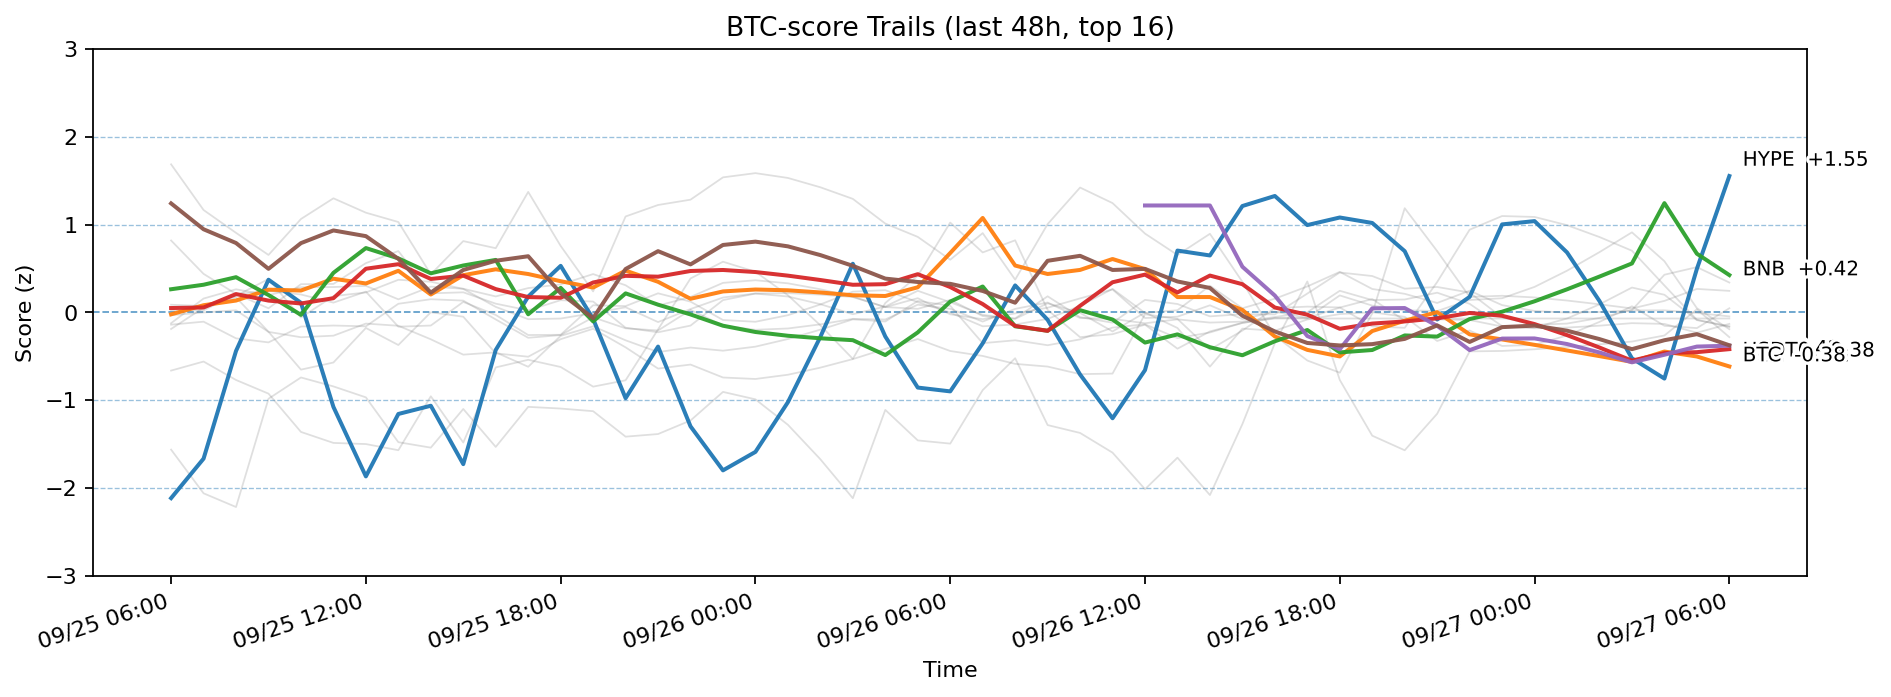 BTC-score Trails (last 48h, top 16)
3
2
1
0
−1
−2
−3
Score (z)
HYPE +1.55
BNB +0.42
BTC -0.38
09/25 06:00
09/25 12:00
09/25 18:00
09/26 00:00
09/26 06:00
09/26 12:00
09/26 18:00
09/27 00:00
09/27 06:00
Time